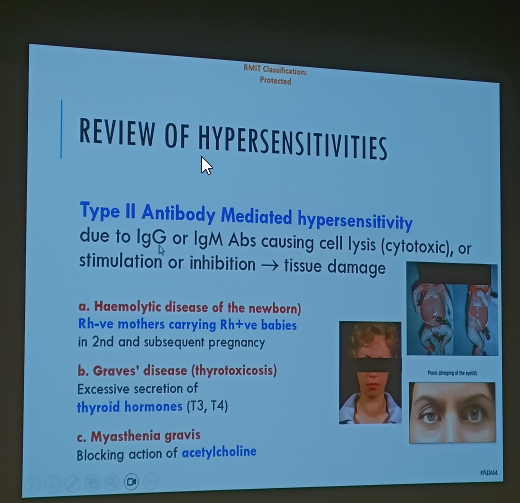 RMIT Classification:
Protected
REVIEW OF HYPERSENSITIVITIES
Type II Antibody Mediated hypersensitivity
due to IgG or IgM Abs causing cell lysis (cytotoxic), or
stimulation or inhibition → tissue damage
a. Haemolytic disease of the newborn)
Rh-ve mothers carrying Rh+ve babies
in 2nd and subsequent pregnancy
b. Graves' disease (thyrotoxicosis)
Excessive secretion of
thyroid hormones (T3, T4)
c. Myasthenia gravis
Blocking action of acetylcholine
Ptosis (drooping of the eyelid)
ADAM.